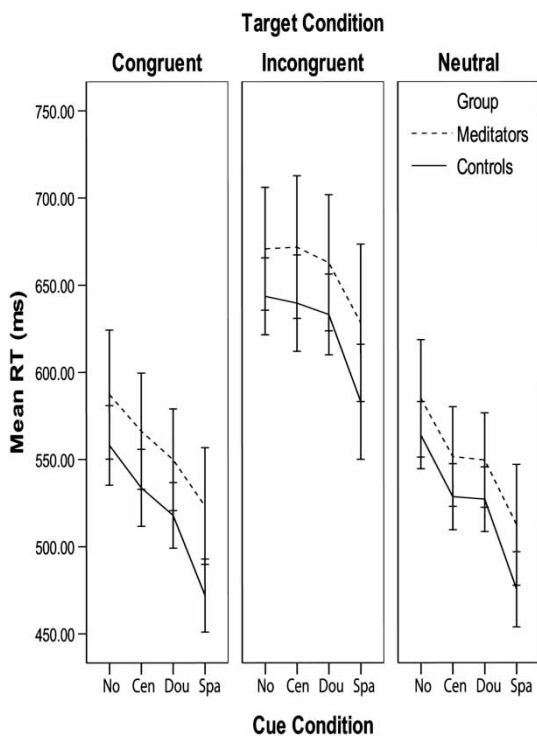 Target Condition
Congruent Incongruent Neutral
Group
Meditators
Controls
750.00
700.00
650.00
600.00
550.00
500.00
450.00
Mean RT (ms)
No Cen Dou Spa No Cen Dou Spa No Cen Dou Spa
Cue Condition